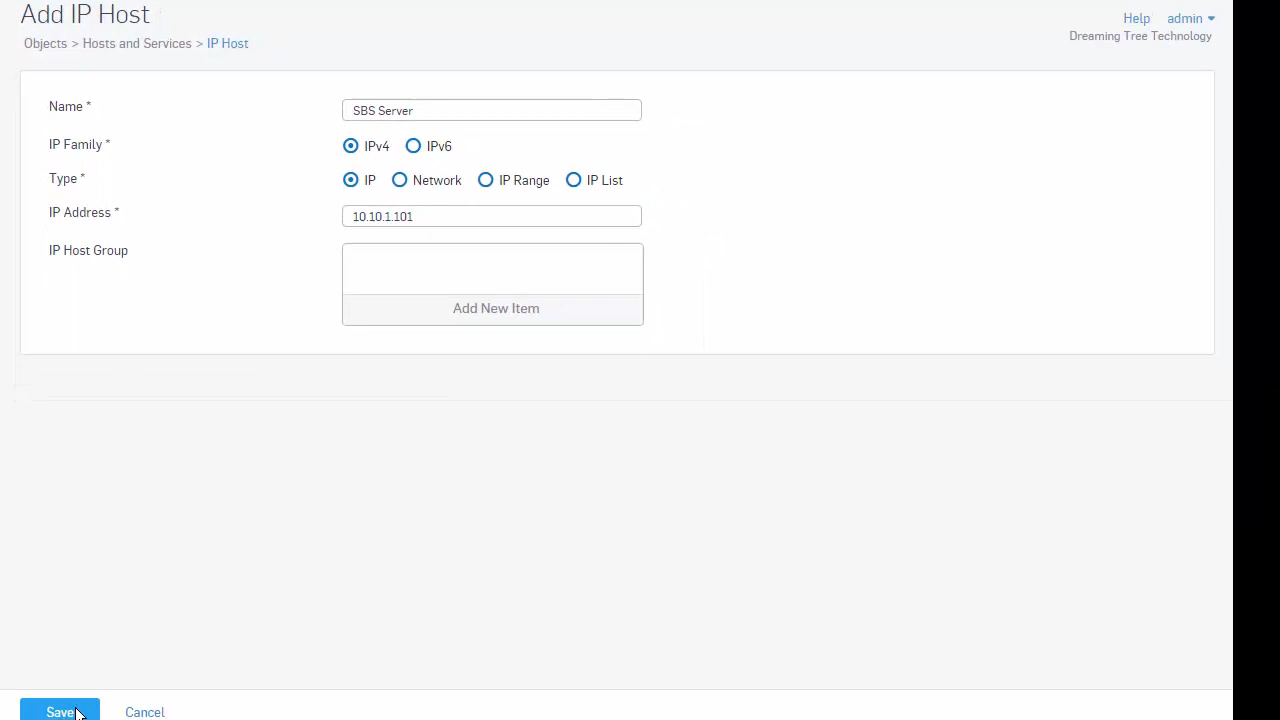 Add IP Host
Help admin
Objects > Hosts and Services > IP Host
Dreaming Tree Technology
Name *
SBS Server
IP Family *
IPv4 IPv6
Type *
IP Network IP Range IP List
IP Address *
10.10.1.101
IP Host Group
Add New Item
Save Cancel